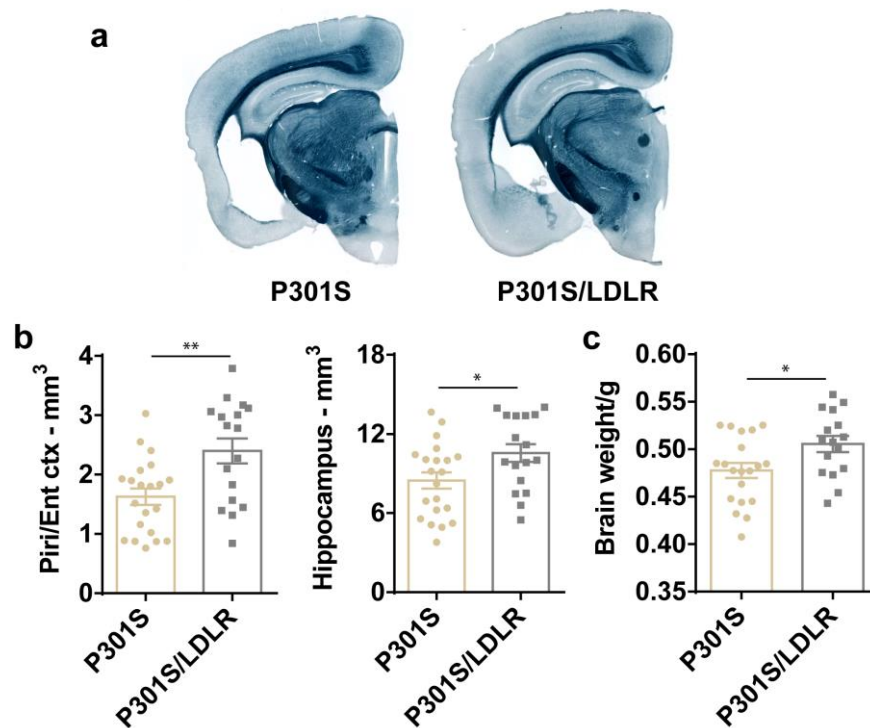 a
P301S
P301S/LDLR
b
Piri/Ent ctx - mm³
4
3
2
1
0
**
P301S
P301S/LDLR
Hippocampus - mm³
18
12
6
0
*
P301S
P301S/LDLR
c
Brain weight/g
0.60
0.55
0.50
0.45
0.40
0.35
*
P301S
P301S/LDLR